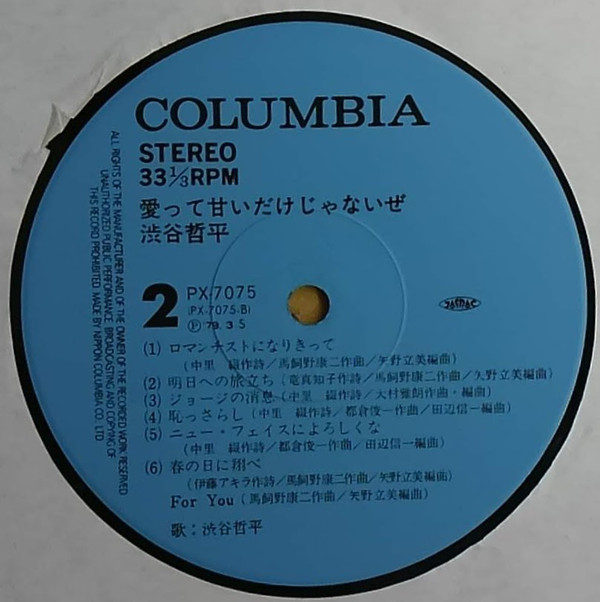 COLUMBIA
STEREO
33 1/3 RPM
愛って甘いだけじゃないぜ
渋谷哲平
2
PX-7075
(PX-7075-B)
Ⓟ '79.3 S
JASRAC
(1) ロマンチストになりきって
(中里 綴作詩／馬飼野康二作曲／矢野立美編曲)
(2) 明日への旅立ち (竜真知子作詩／馬飼野康二作曲／矢野立美編曲)
(3) ジョージの消息 (中里 綴作詩／大村雅朗作曲・編曲)
(4) 恥っさらし (中里 綴作詩／都倉俊一作曲／田辺信一編曲)
(5) ニュー・フェイスによろしくな
(中里 綴作詩／都倉俊一作曲／田辺信一編曲)
(6) 春の日に翔べ
(伊藤アキラ作詩／馬飼野康二作曲／矢野立美編曲)
For You (馬飼野康二作曲／矢野立美編曲)
歌：渋谷哲平
ALL RIGHTS OF THE MANUFACTURER AND OF THE OWNER OF THE RECORDED WORK RESERVED
UNAUTHORIZED PUBLIC PERFORMANCE BROADCASTING AND COPYING OF
THIS RECORD PROHIBITED MADE BY NIPPON COLUMBIA CO. LTD.